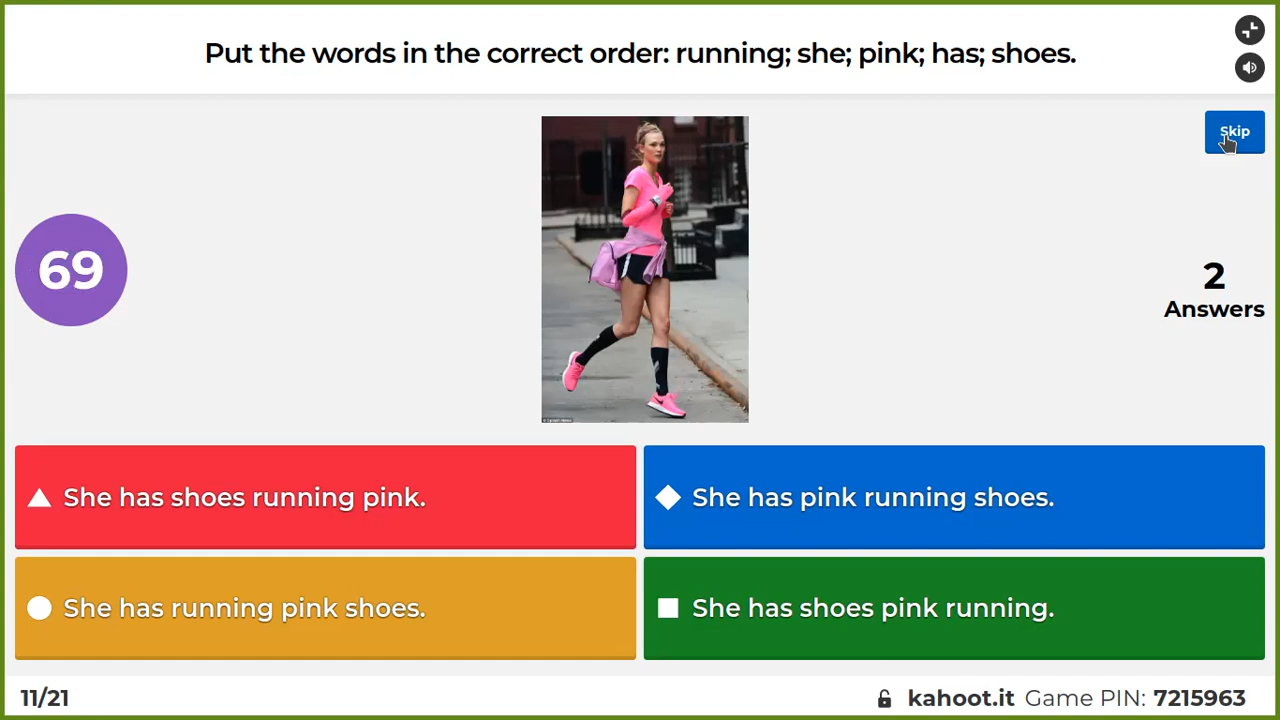 Put the words in the correct order: running; she; pink; has; shoes.
Skip
69
2
Answers
She has shoes running pink.
She has pink running shoes.
She has running pink shoes.
She has shoes pink running.
11/21
kahoot.it Game PIN: 7215963